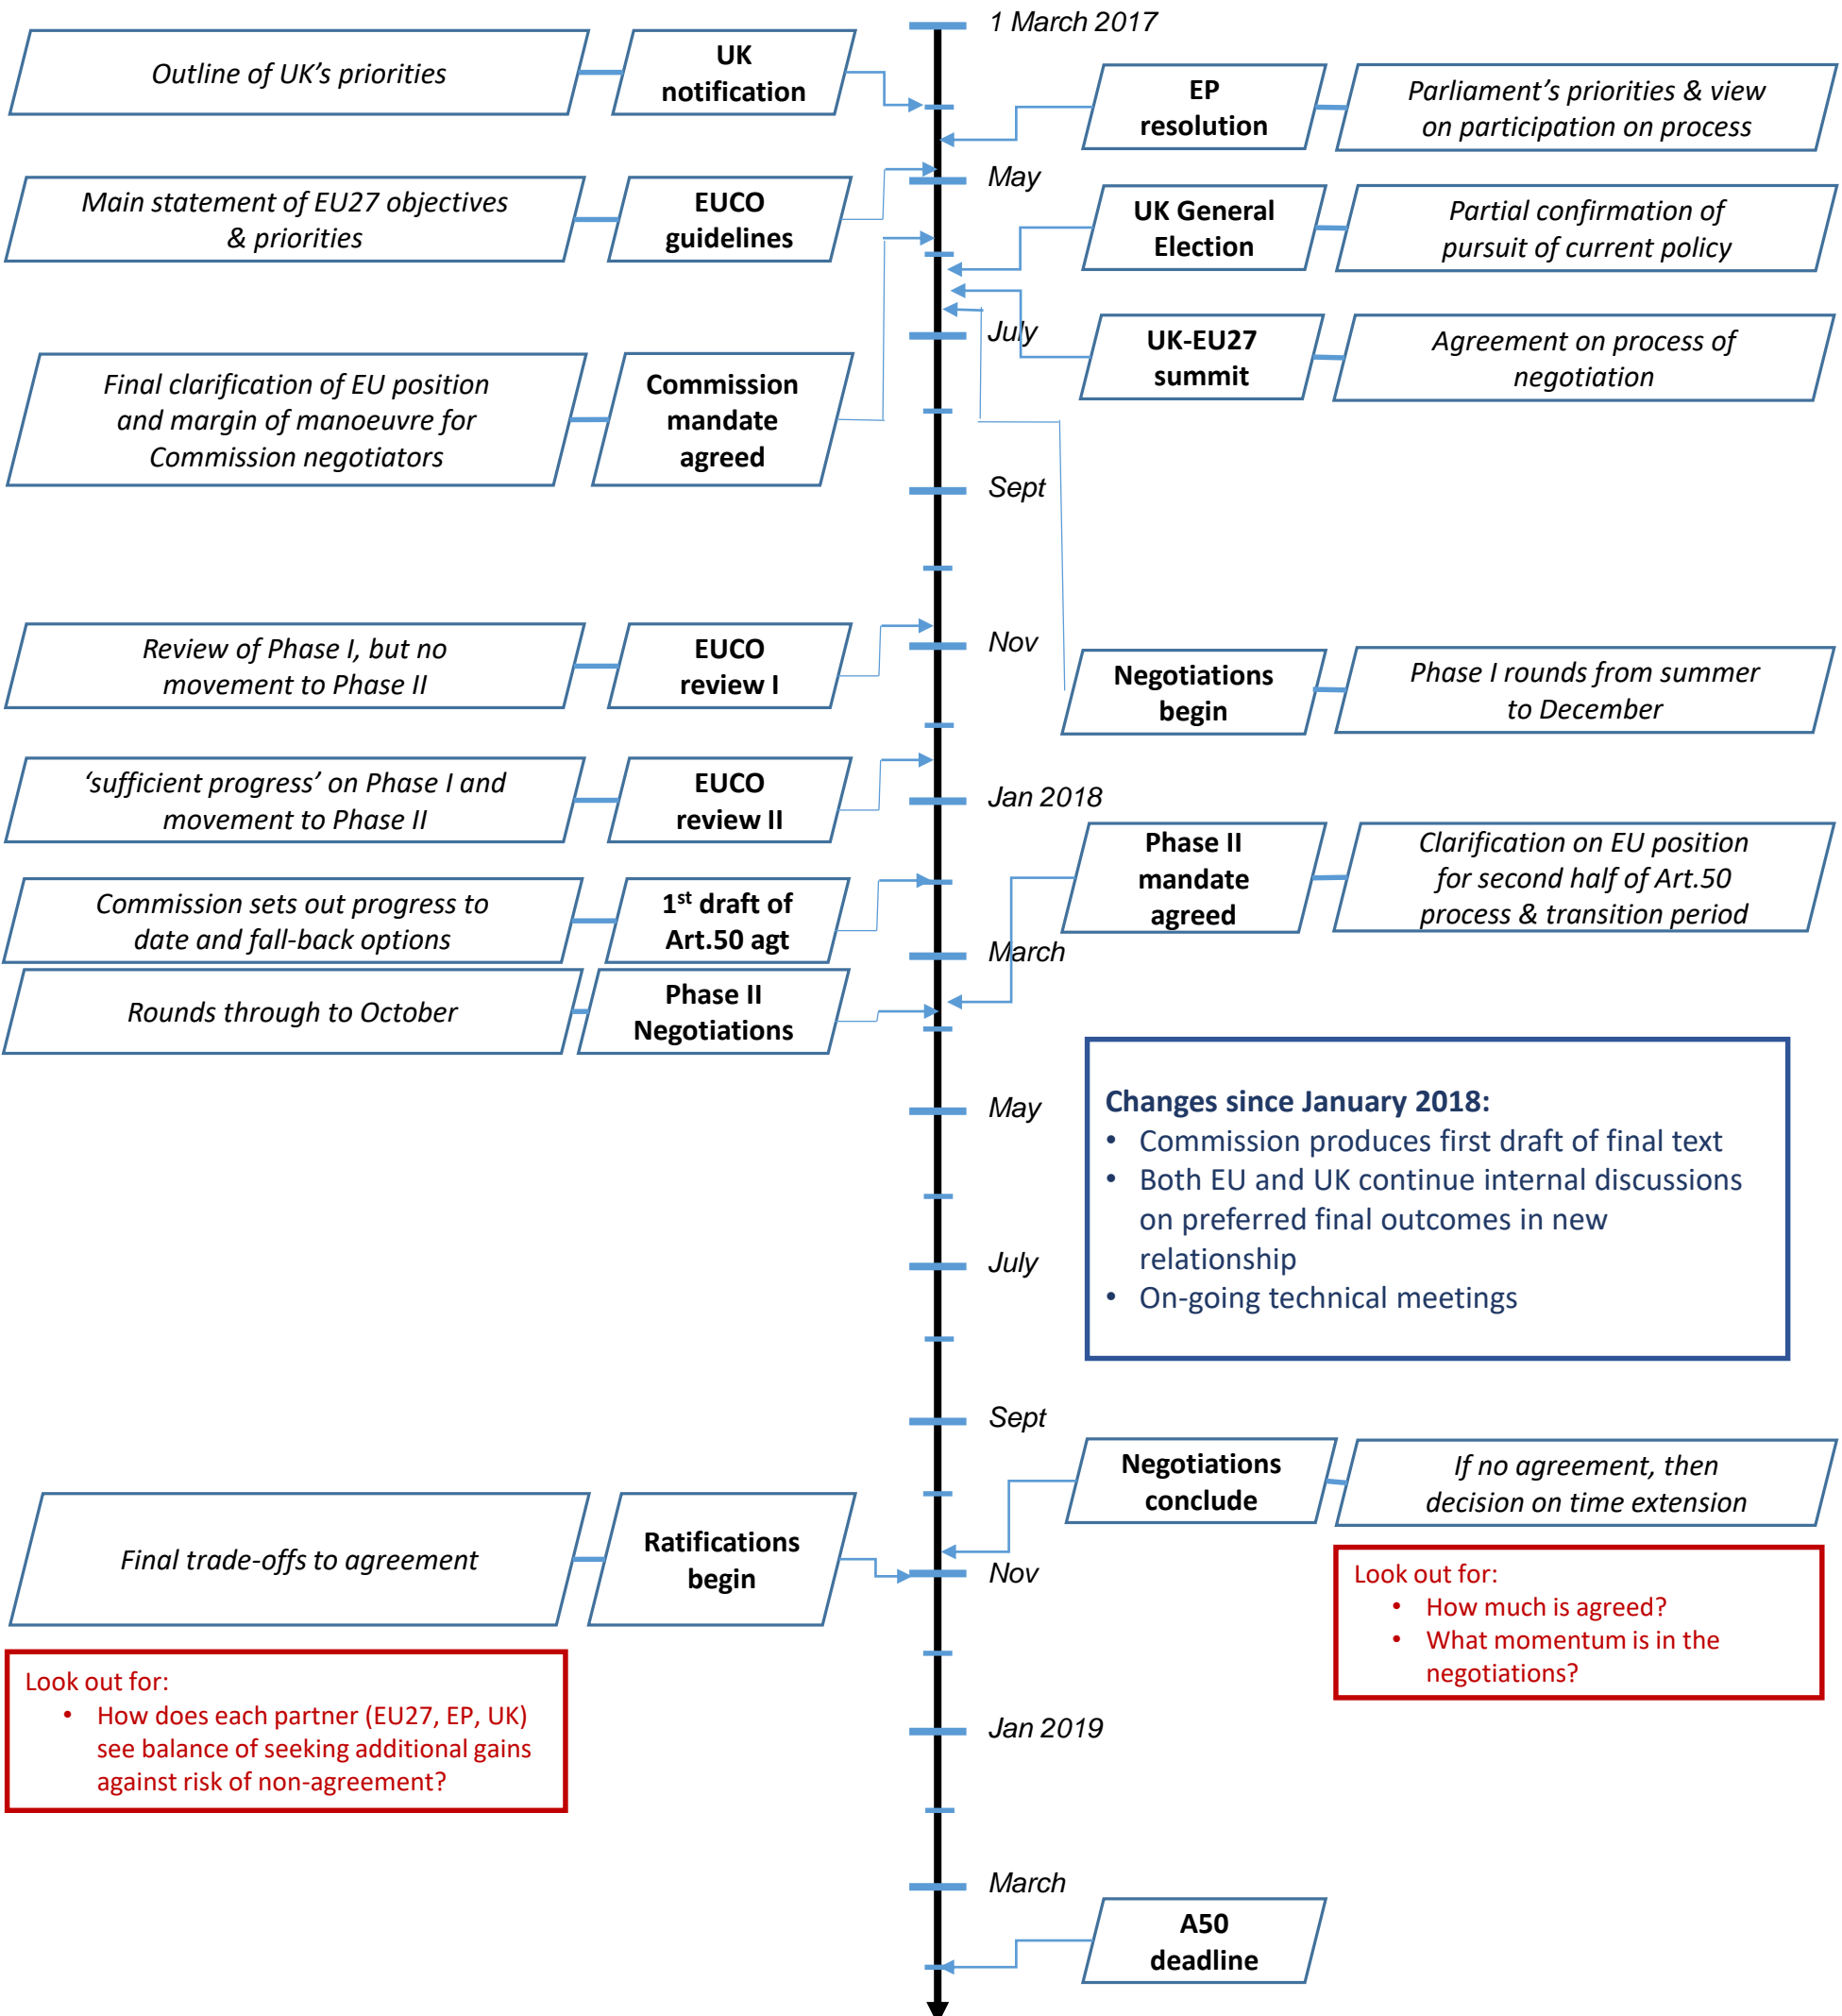 1 March 2017
Outline of UK’s priorities
UK
notification
EP
resolution
Parliament’s priorities & view
on participation on process
May
Main statement of EU27 objectives
& priorities
EUCO
guidelines
UK General
Election
Partial confirmation of
pursuit of current policy
July
UK-EU27
summit
Agreement on process of
negotiation
Final clarification of EU position
and margin of manoeuvre for
Commission negotiators
Commission
mandate
agreed
Sept
Nov
Review of Phase I, but no
movement to Phase II
EUCO
review I
Negotiations
begin
Phase I rounds from summer
to December
‘sufficient progress’ on Phase I and
movement to Phase II
EUCO
review II
Jan 2018
Phase II
mandate
agreed
Clarification on EU position
for second half of Art.50
process & transition period
Commission sets out progress to
date and fall-back options
1st draft of
Art.50 agt
March
Rounds through to October
Phase II
Negotiations
May
Changes since January 2018:
• Commission produces first draft of final text
• Both EU and UK continue internal discussions
on preferred final outcomes in new
relationship
• On-going technical meetings
July
Sept
Negotiations
conclude
If no agreement, then
decision on time extension
Final trade-offs to agreement
Ratifications
begin
Nov
Look out for:
• How much is agreed?
• What momentum is in the
negotiations?
Look out for:
• How does each partner (EU27, EP, UK)
see balance of seeking additional gains
against risk of non-agreement?
Jan 2019
March
A50
deadline